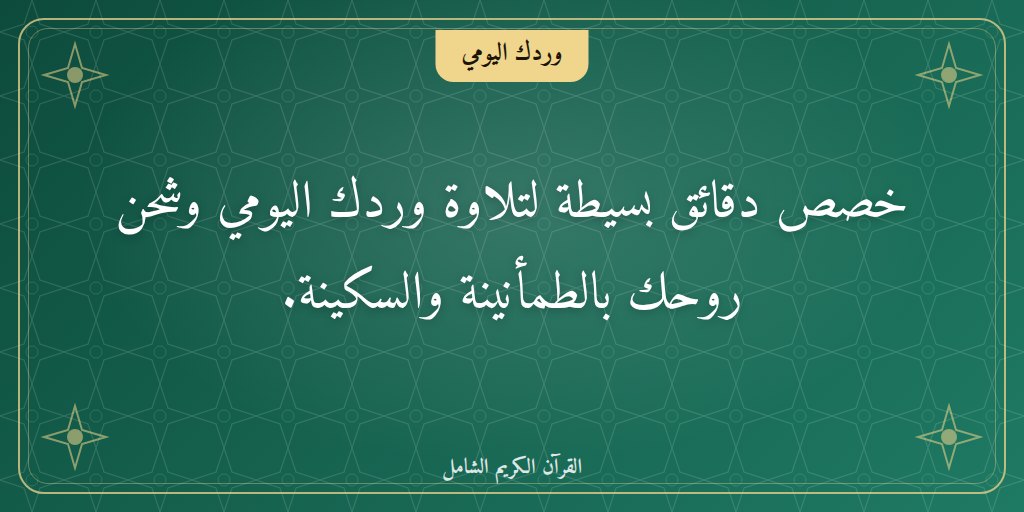 وردك اليومي
خصص دقائق بسيطة لتلاوة وردك اليومي وشحن
روحك بالطمأنينة والسكينة.
القرآن الكريم الشامل